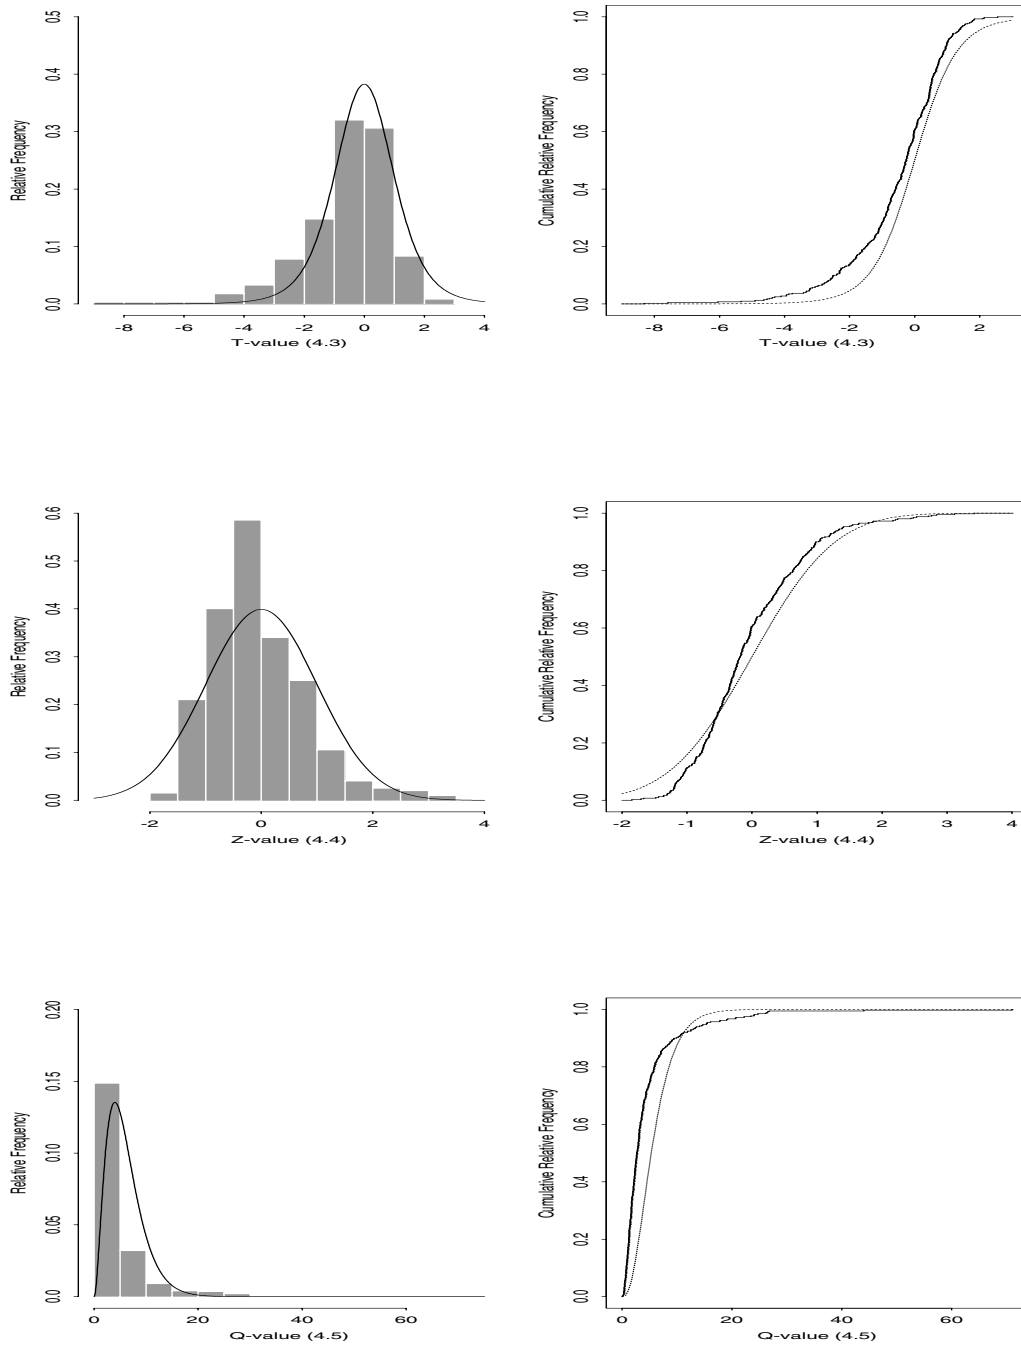 Relative Frequency
0.0 0.1 0.2 0.3 0.4 0.5
-8 -6 -4 -2 0 2 4
T-value (4.3)
Cumulative Relative Frequency
0.0 0.2 0.4 0.6 0.8 1.0
-8 -6 -4 -2 0 2
T-value (4.3)
Relative Frequency
0.0 0.1 0.2 0.3 0.4 0.5 0.6
-2 0 2 4
Z-value (4.4)
Cumulative Relative Frequency
0.0 0.2 0.4 0.6 0.8 1.0
-2 -1 0 1 2 3 4
Z-value (4.4)
Relative Frequency
0.0 0.05 0.10 0.15 0.20
0 20 40 60
Q-value (4.5)
Cumulative Relative Frequency
0.0 0.2 0.4 0.6 0.8 1.0
0 20 40 60
Q-value (4.5)